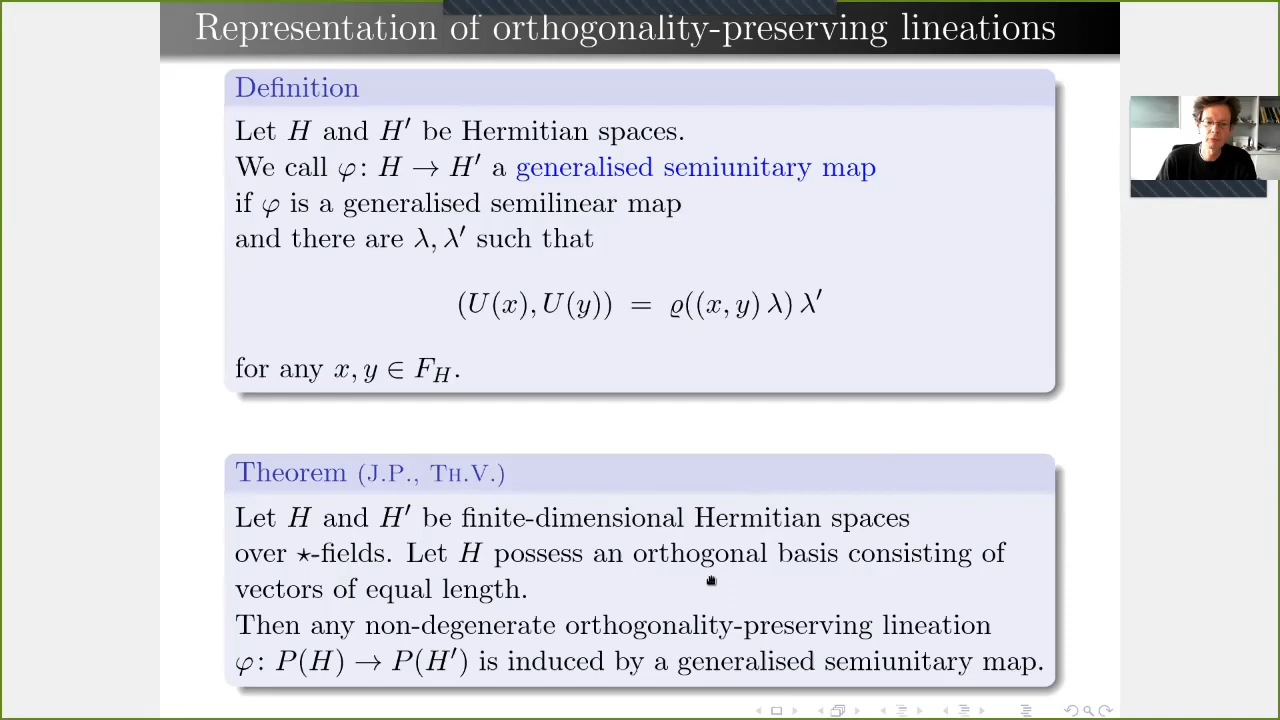 Representation of orthogonality-preserving lineations
Definition
Let H and H′ be Hermitian spaces.
We call φ: H → H′ a generalised semiunitary map
if φ is a generalised semilinear map
and there are λ, λ′ such that
(U(x), U(y)) = ϱ((x, y) λ) λ′
for any x, y ∈ F_H.
Theorem (J.P., Th.V.)
Let H and H′ be finite-dimensional Hermitian spaces
over ⋆-fields. Let H possess an orthogonal basis consisting of
vectors of equal length.
Then any non-degenerate orthogonality-preserving lineation
φ: P(H) → P(H′) is induced by a generalised semiunitary map.